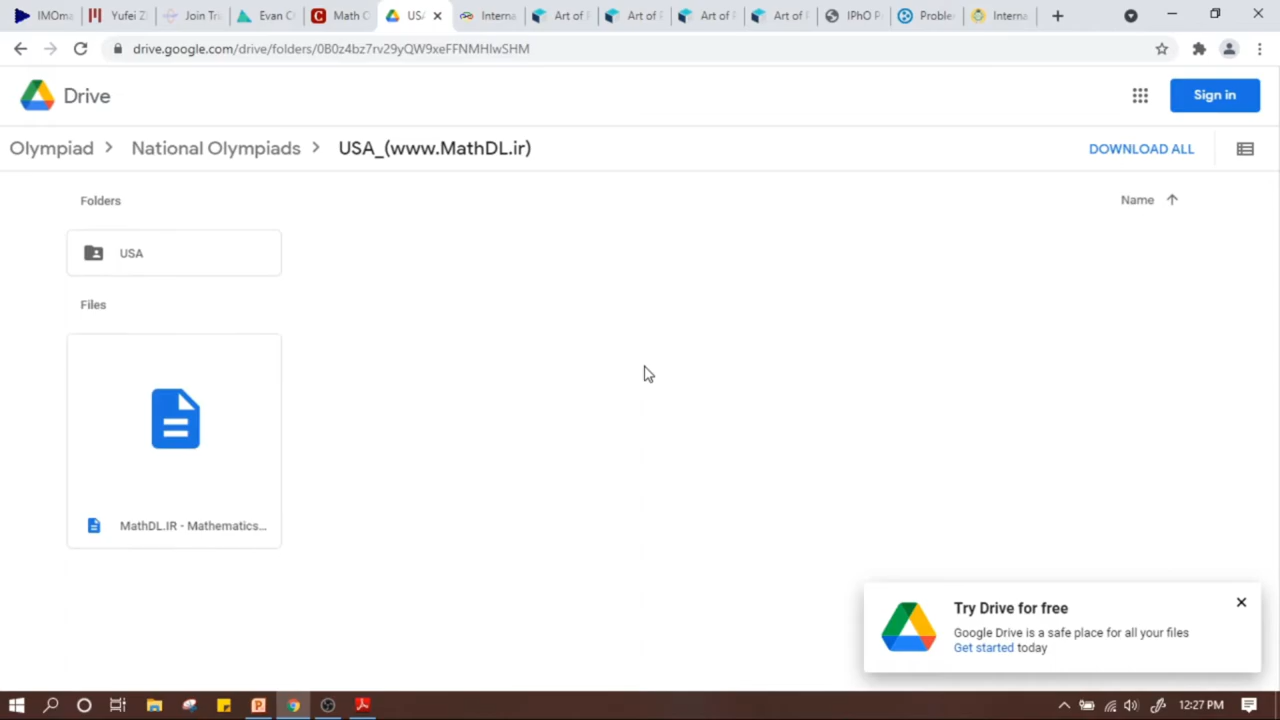 IMOma
Yufei Z
Join Tr
Evan C
Math C
USA
Interna
Art of
Art of
Art of
Art of
IPhO P
Proble
Interna
drive.google.com/drive/folders/0B0z4bz7rv29yQW9xeFFNMHIwSHM
Drive
Sign in
Olympiad > National Olympiads > USA_(www.MathDL.ir)
DOWNLOAD ALL
Folders
Name
USA
Files
MathDL.IR - Mathematics...
Try Drive for free
Google Drive is a safe place for all your files
Get started today
12:27 PM